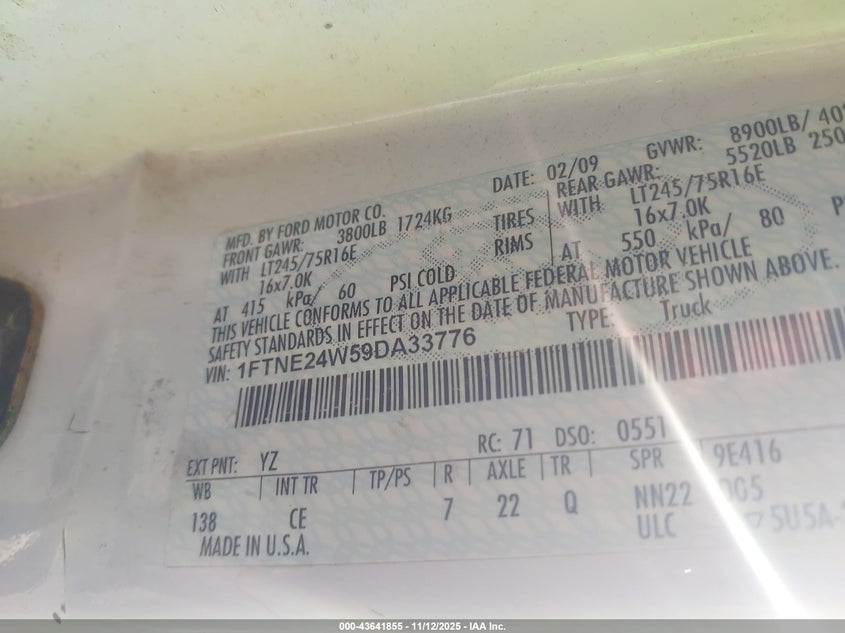 MFD. BY FORD MOTOR CO. DATE: 02/09 GVWR: 8900LB/
FRONT GAWR: 3800LB 1724KG REAR GAWR: 5520LB
WITH LT245/75R16E TIRES WITH LT245/75R16E
16x7.0K RIMS 16x7.0K
AT 415 kPa/ 60 PSI COLD AT 550 kPa/ 80
THIS VEHICLE CONFORMS TO ALL APPLICABLE FEDERAL MOTOR VEHICLE
SAFETY STANDARDS IN EFFECT ON THE DATE OF MANUFACTURE SHOWN ABOVE.
VIN: 1FTNE24W59DA33776 TYPE: Truck
EXT PNT: YZ RC: 71 DSO: 0551
WB INT TR TP/PS R AXLE TR SPR 9E416
138 CE 7 22 Q NN22
MADE IN U.S.A. ULC
000-43641855 - 11/12/2025 - IAA Inc.